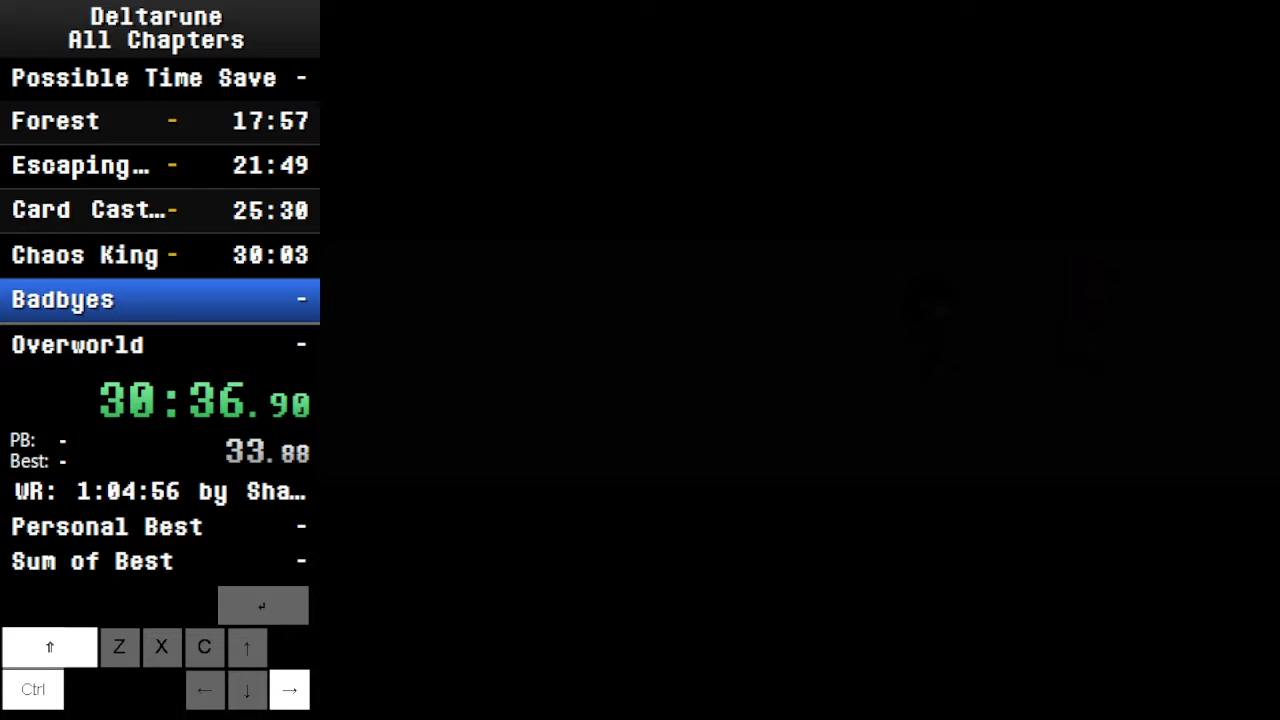 Deltarune
All Chapters
Possible Time Save -
Forest - 17:57
Escaping… - 21:49
Card Cast…- 25:30
Chaos King - 30:03
Badbyes -
Overworld -
30:36.90
PB: -
33.88
Best: -
WR: 1:04:56 by Sha…
Personal Best -
Sum of Best -
↵
⇑ Z X C ↑
Ctrl ← ↓ →